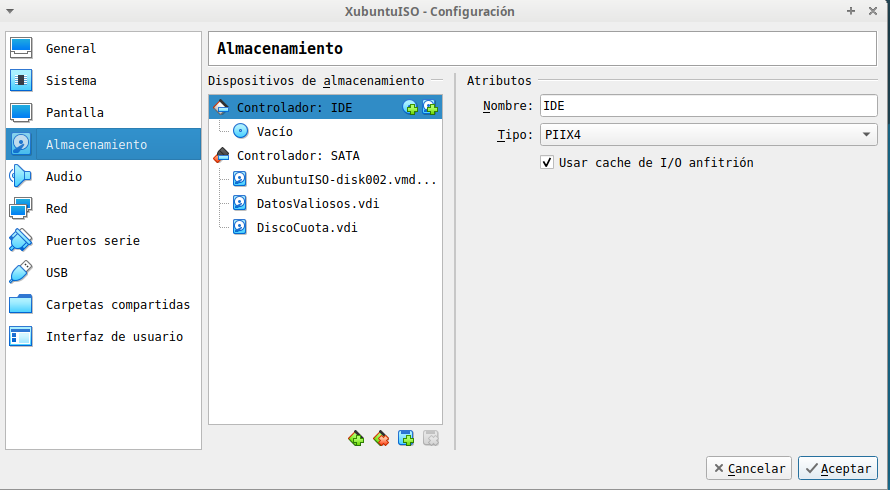 XubuntuISO - Configuración
General
Sistema
Pantalla
Almacenamiento
Audio
Red
Puertos serie
USB
Carpetas compartidas
Interfaz de usuario
Almacenamiento
Dispositivos de almacenamiento
Controlador: IDE
Vacío
Controlador: SATA
XubuntuISO-disk002.vmd...
DatosValiosos.vdi
DiscoCuota.vdi
Atributos
Nombre: IDE
Tipo: PIIX4
Usar cache de I/O anfitrión
Cancelar
Aceptar